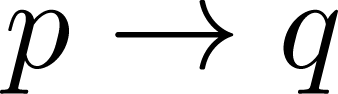 p → q